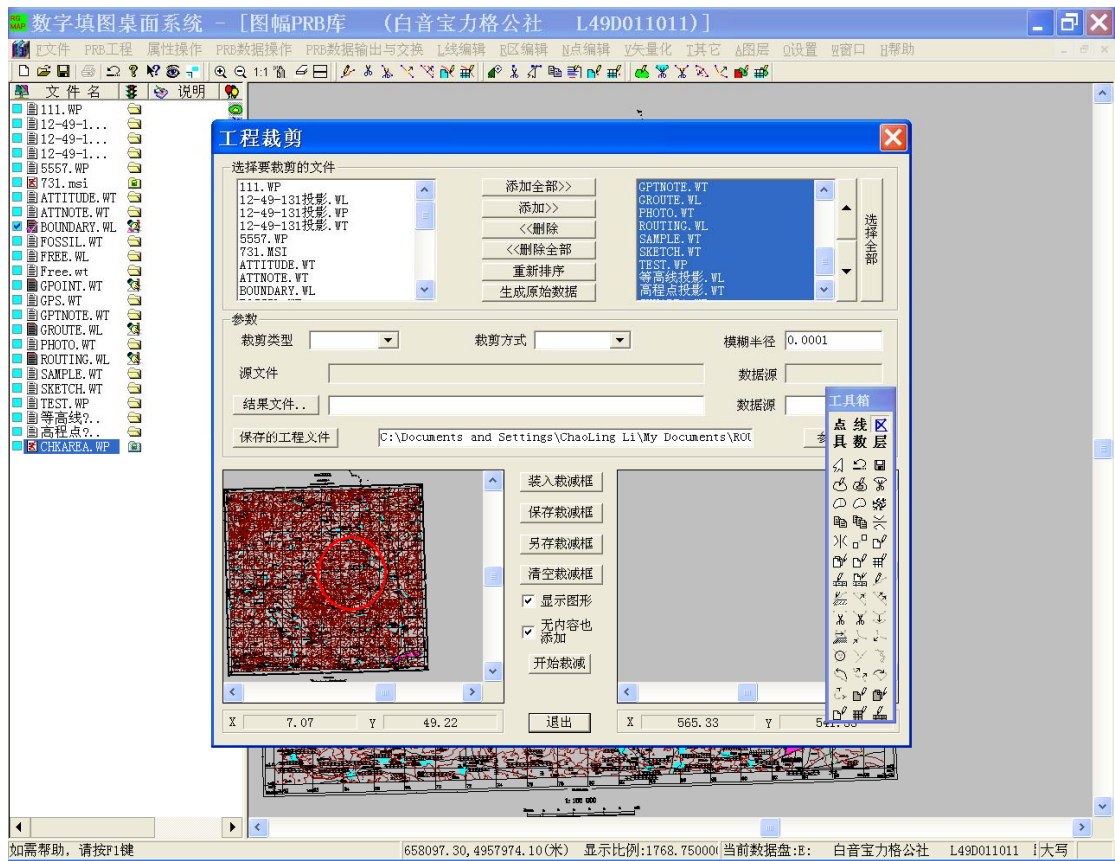 数字填图桌面系统 - [图幅PRB库 (白音宝力格公社 L49D011011)]
F文件 PRB工程 属性操作 PRB数据操作 PRB数据输出与交换 L线编辑 R区编辑 N点编辑 V矢量化 I其它 A图层 O设置 W窗口 H帮助
1:1
文件名 说明
111.WP
12-49-1...
12-49-1...
12-49-1...
5557.WP
731.msi
ATTITUDE.WT
ATTNOTE.WT
BOUNDARY.WL
FOSSIL.WT
FREE.WL
Free.wt
GPOINT.WT
GPS.WT
GPTNOTE.WT
GROUTE.WL
PHOTO.WT
ROUTING.WL
SAMPLE.WT
SKETCH.WT
TEST.WP
等高线?..
高程点?..
CHKAREA.WP
工程裁剪
选择要裁剪的文件
111.WP
12-49-131投影.WL
12-49-131投影.WP
12-49-131投影.WT
5557.WP
731.MSI
ATTITUDE.WT
ATTNOTE.WT
BOUNDARY.WL
添加全部>>
添加>>
<<删除
<<删除全部
重新排序
生成原始数据
GPTNOTE.WT
GROUTE.WL
PHOTO.WT
ROUTING.WL
SAMPLE.WT
SKETCH.WT
TEST.WP
等高线投影.WL
高程点投影.WT
选择全部
参数
裁剪类型 裁剪方式 模糊半径 0.0001
源文件 数据源
结果文件.. 数据源
保存的工程文件 C:\Documents and Settings\ChaoLing Li\My Documents\ROU
工具箱
点 线 区
具 数 层
装入裁减框
保存裁减框
另存裁减框
清空裁减框
显示图形
无内容也添加
开始裁减
X 7.07 Y 49.22 退出 X 565.33 Y
如需帮助，请按F1键 658097.30,4957974.10(米) 显示比例:1768.75000 当前数据盘:E: 白音宝力格公社 L49D011011 大写